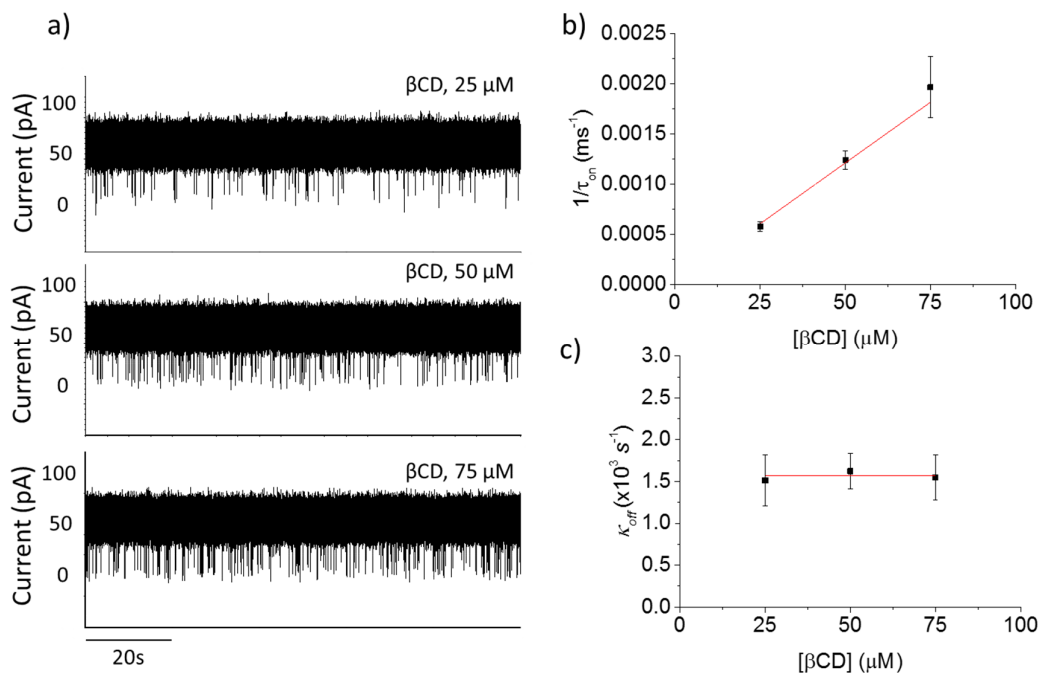 a)
βCD, 25 μM
Current (pA)
100
50
0
βCD, 50 μM
Current (pA)
100
50
0
βCD, 75 μM
Current (pA)
100
50
0
20s
b)
1/τon (ms⁻¹)
0.0025
0.0020
0.0015
0.0010
0.0005
0.0000
0 25 50 75 100
[βCD] (μM)
c)
κoff (x10³ s⁻¹)
3.0
2.5
2.0
1.5
1.0
0.5
0.0
0 25 50 75 100
[βCD] (μM)